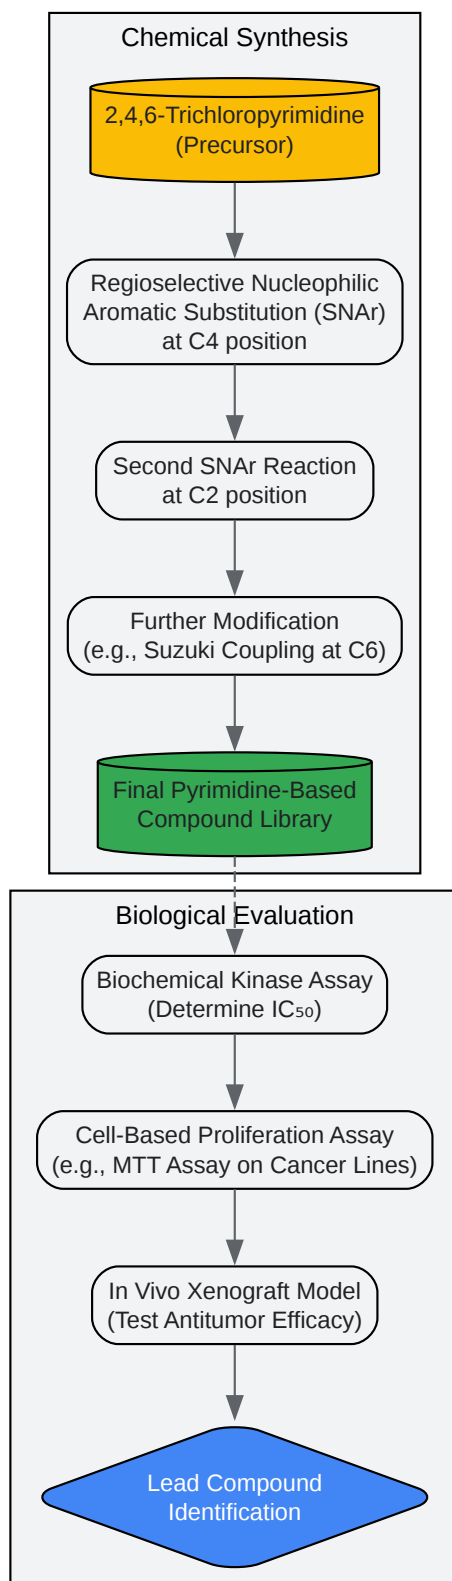 Chemical Synthesis
2,4,6-Trichloropyrimidine
(Precursor)
Regioselective Nucleophilic
Aromatic Substitution (SNAr)
at C4 position
Second SNAr Reaction
at C2 position
Further Modification
(e.g., Suzuki Coupling at C6)
Final Pyrimidine-Based
Compound Library
Biological Evaluation
Biochemical Kinase Assay
(Determine IC₅₀)
Cell-Based Proliferation Assay
(e.g., MTT Assay on Cancer Lines)
In Vivo Xenograft Model
(Test Antitumor Efficacy)
Lead Compound
Identification